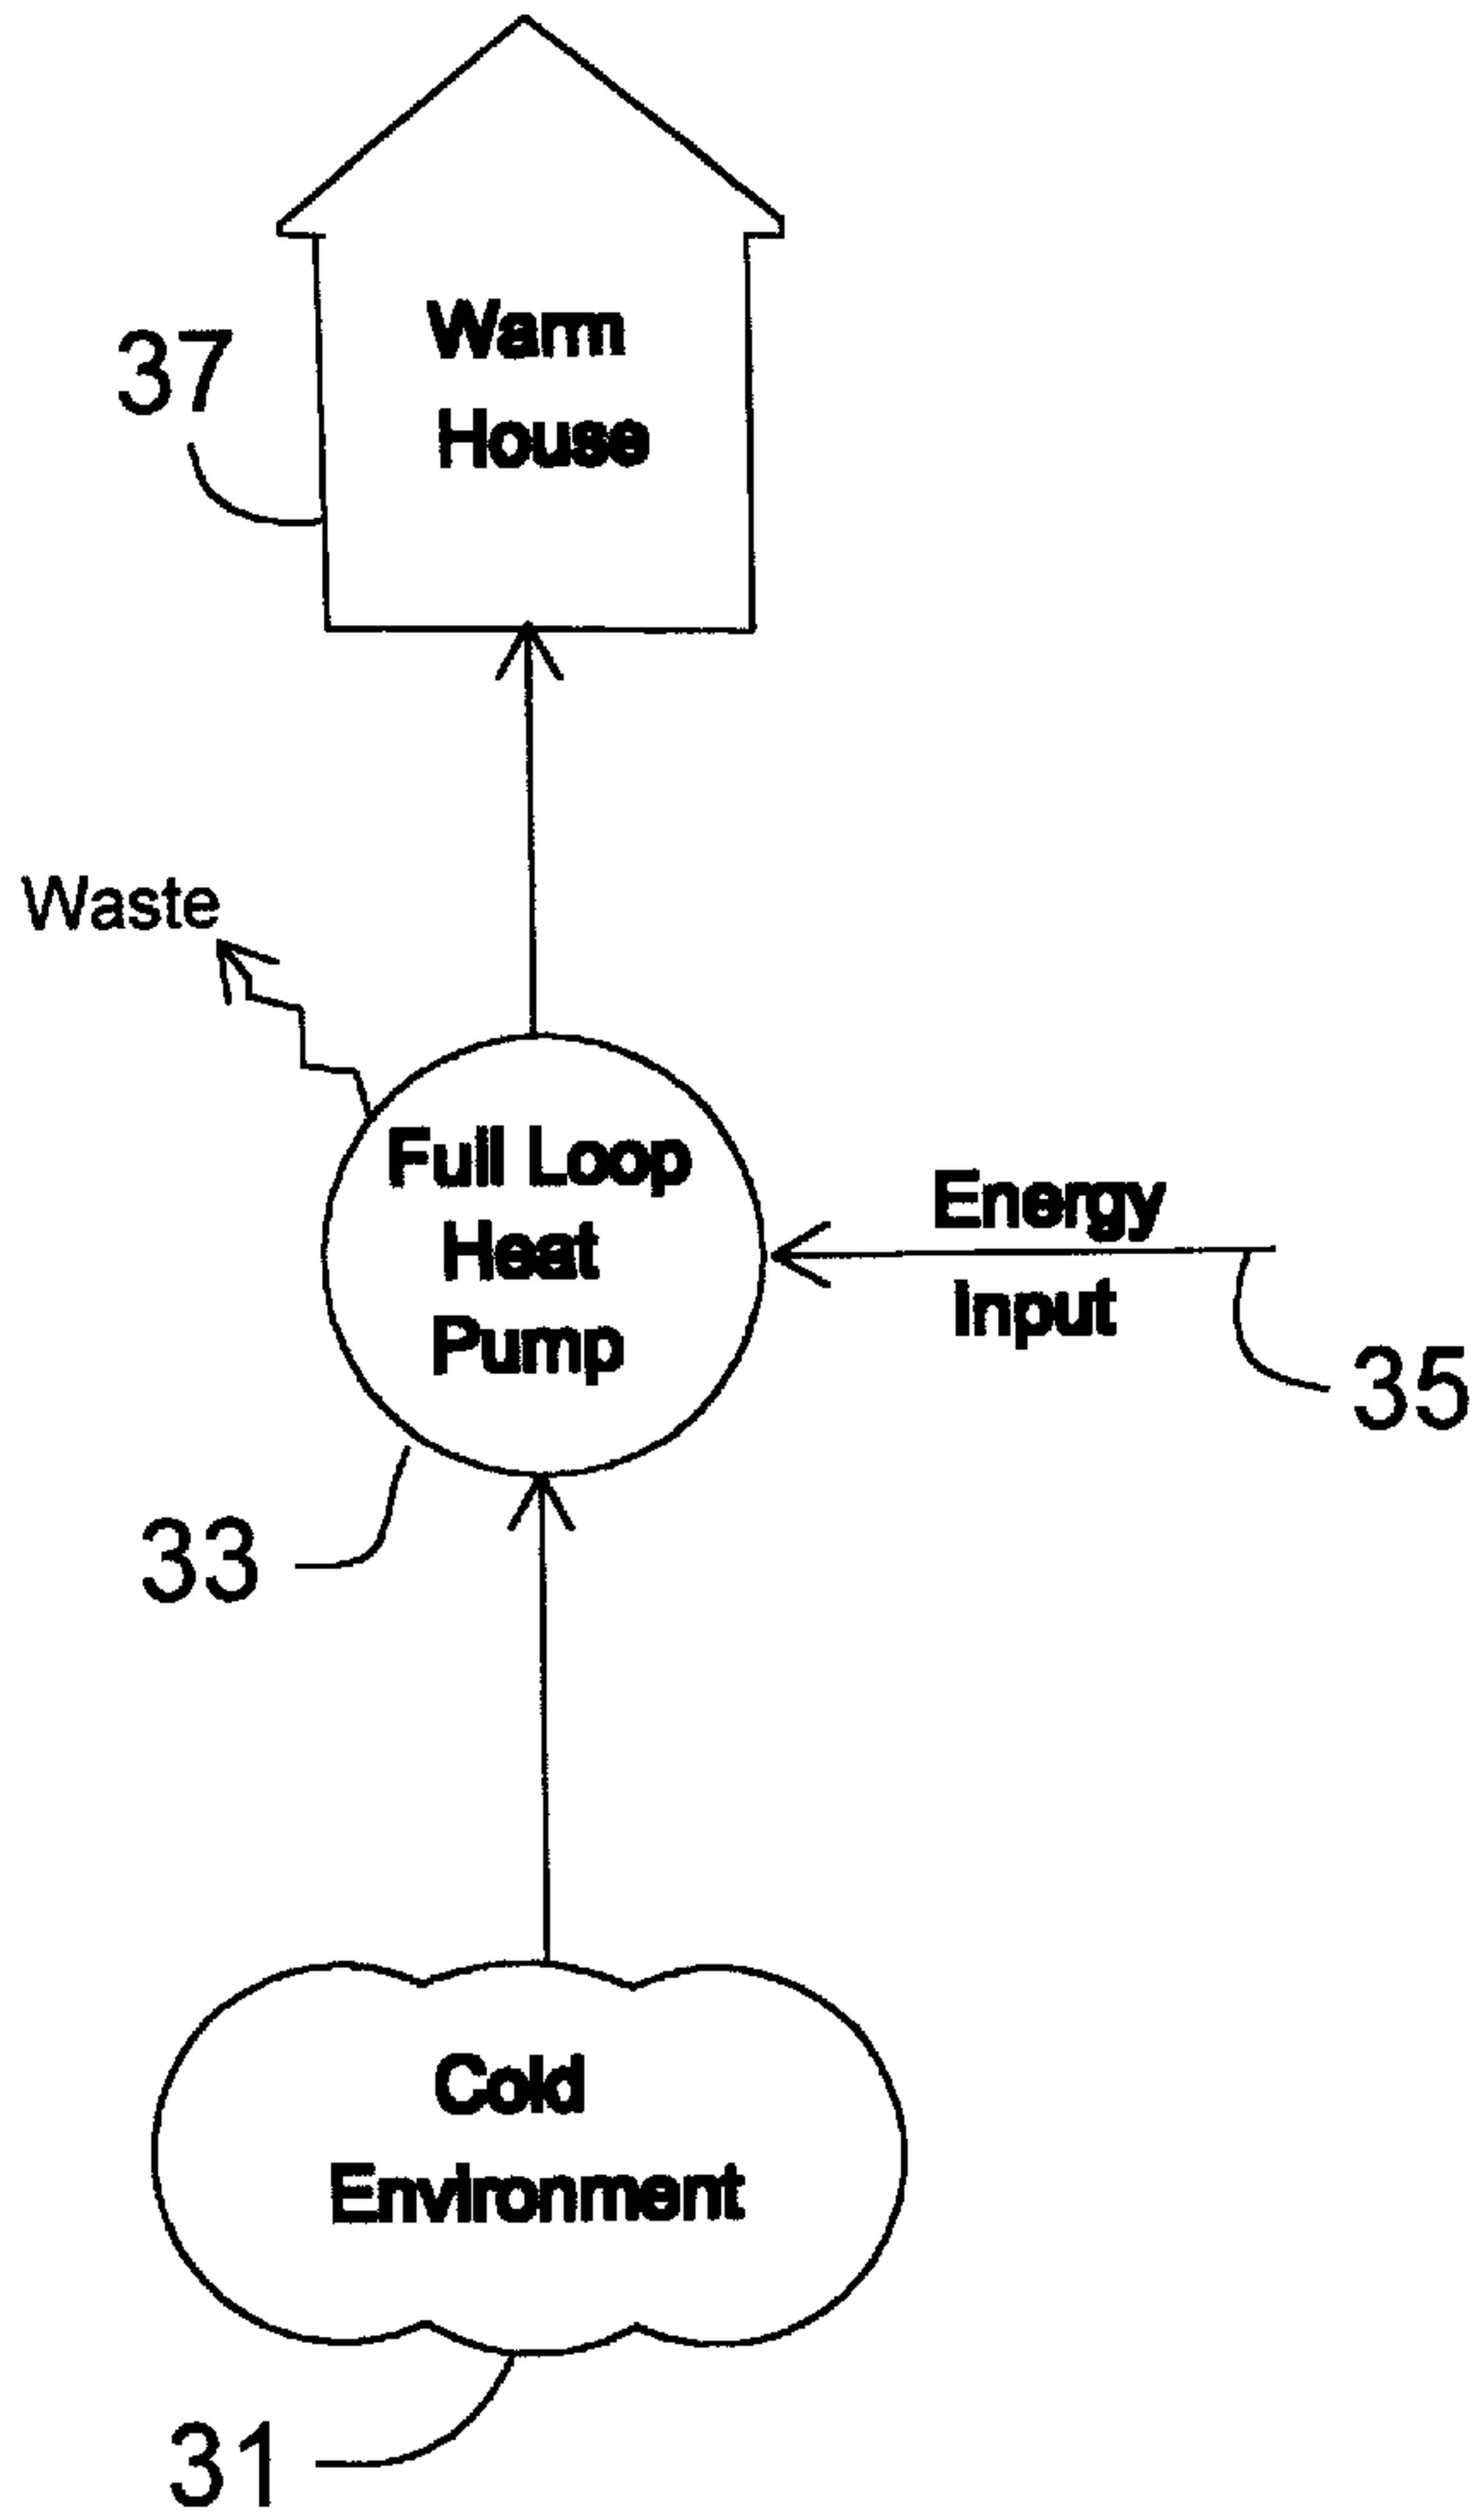 Warm
House
37
Waste
Full Loop
Heat
Pump
Energy
Input
35
33
Cold
Environment
31